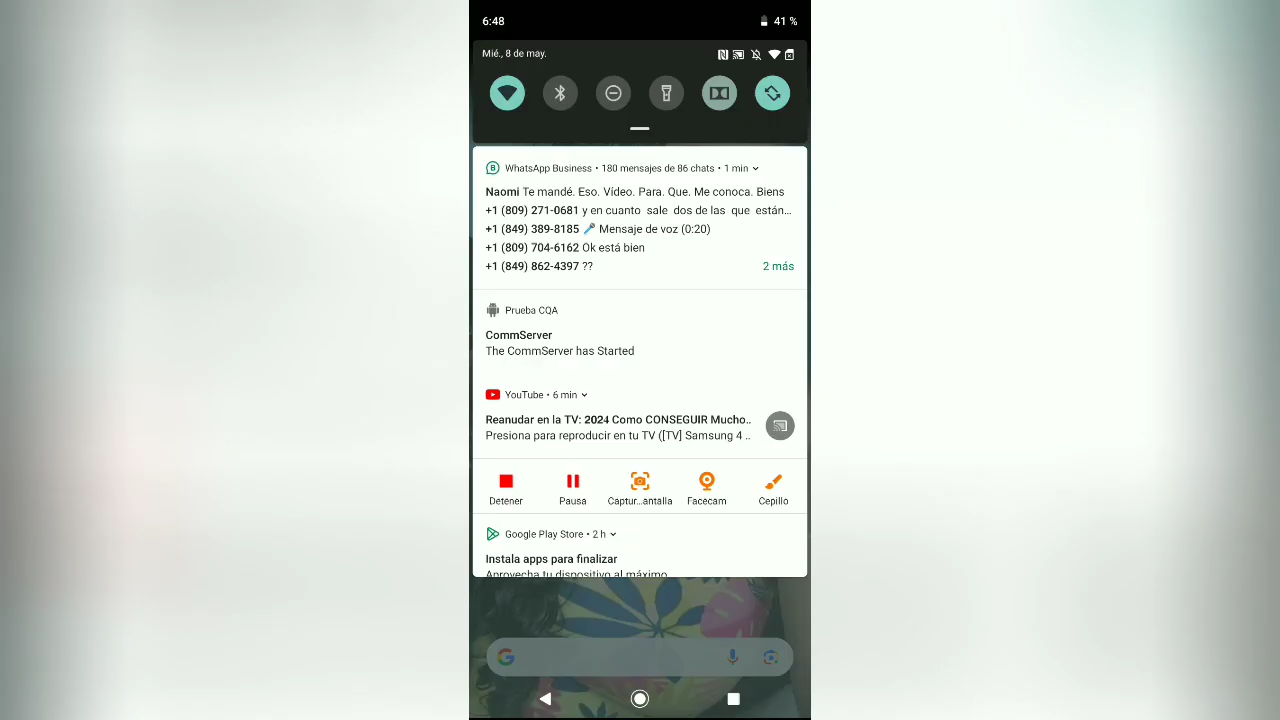 6:48
41 %
Mié., 8 de may.
WhatsApp Business • 180 mensajes de 86 chats • 1 min
Naomi Te mandé. Eso. Vídeo. Para. Que. Me conoca. Biens
+1 (809) 271-0681 y en cuanto sale dos de las que están...
+1 (849) 389-8185 🎤 Mensaje de voz (0:20)
+1 (809) 704-6162 Ok está bien
+1 (849) 862-4397 ??
2 más
Prueba CQA
CommServer
The CommServer has Started
YouTube • 6 min
Reanudar en la TV: 2024 Como CONSEGUIR Mucho..
Presiona para reproducir en tu TV ([TV] Samsung 4 ..
Detener
Pausa
Captur...antalla
Facecam
Cepillo
Google Play Store • 2 h
Instala apps para finalizar
Aprovecha tu dispositivo al máximo